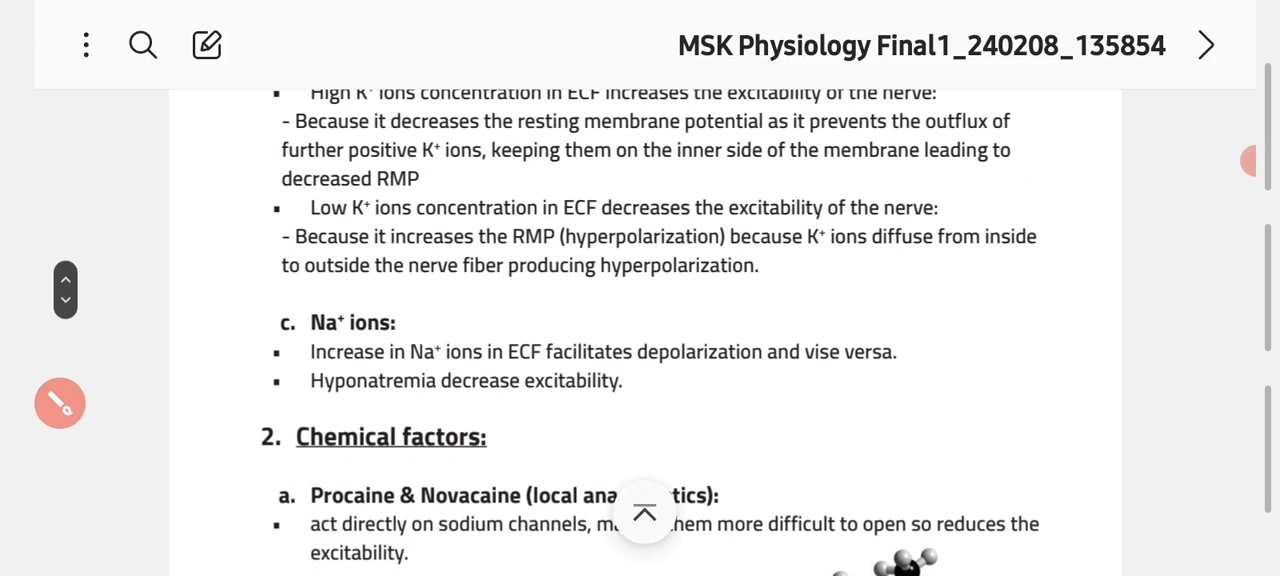 MSK Physiology Final1_240208_135854
▪ High K⁺ ions concentration in ECF increases the excitability of the nerve:
- Because it decreases the resting membrane potential as it prevents the outflux of
further positive K⁺ ions, keeping them on the inner side of the membrane leading to
decreased RMP
▪ Low K⁺ ions concentration in ECF decreases the excitability of the nerve:
- Because it increases the RMP (hyperpolarization) because K⁺ ions diffuse from inside
to outside the nerve fiber producing hyperpolarization.
c. Na⁺ ions:
▪ Increase in Na⁺ ions in ECF facilitates depolarization and vise versa.
▪ Hyponatremia decrease excitability.
2. Chemical factors:
a. Procaine & Novacaine (local tics):
▪ act directly on sodium channels, more difficult to open so reduces the
excitability.